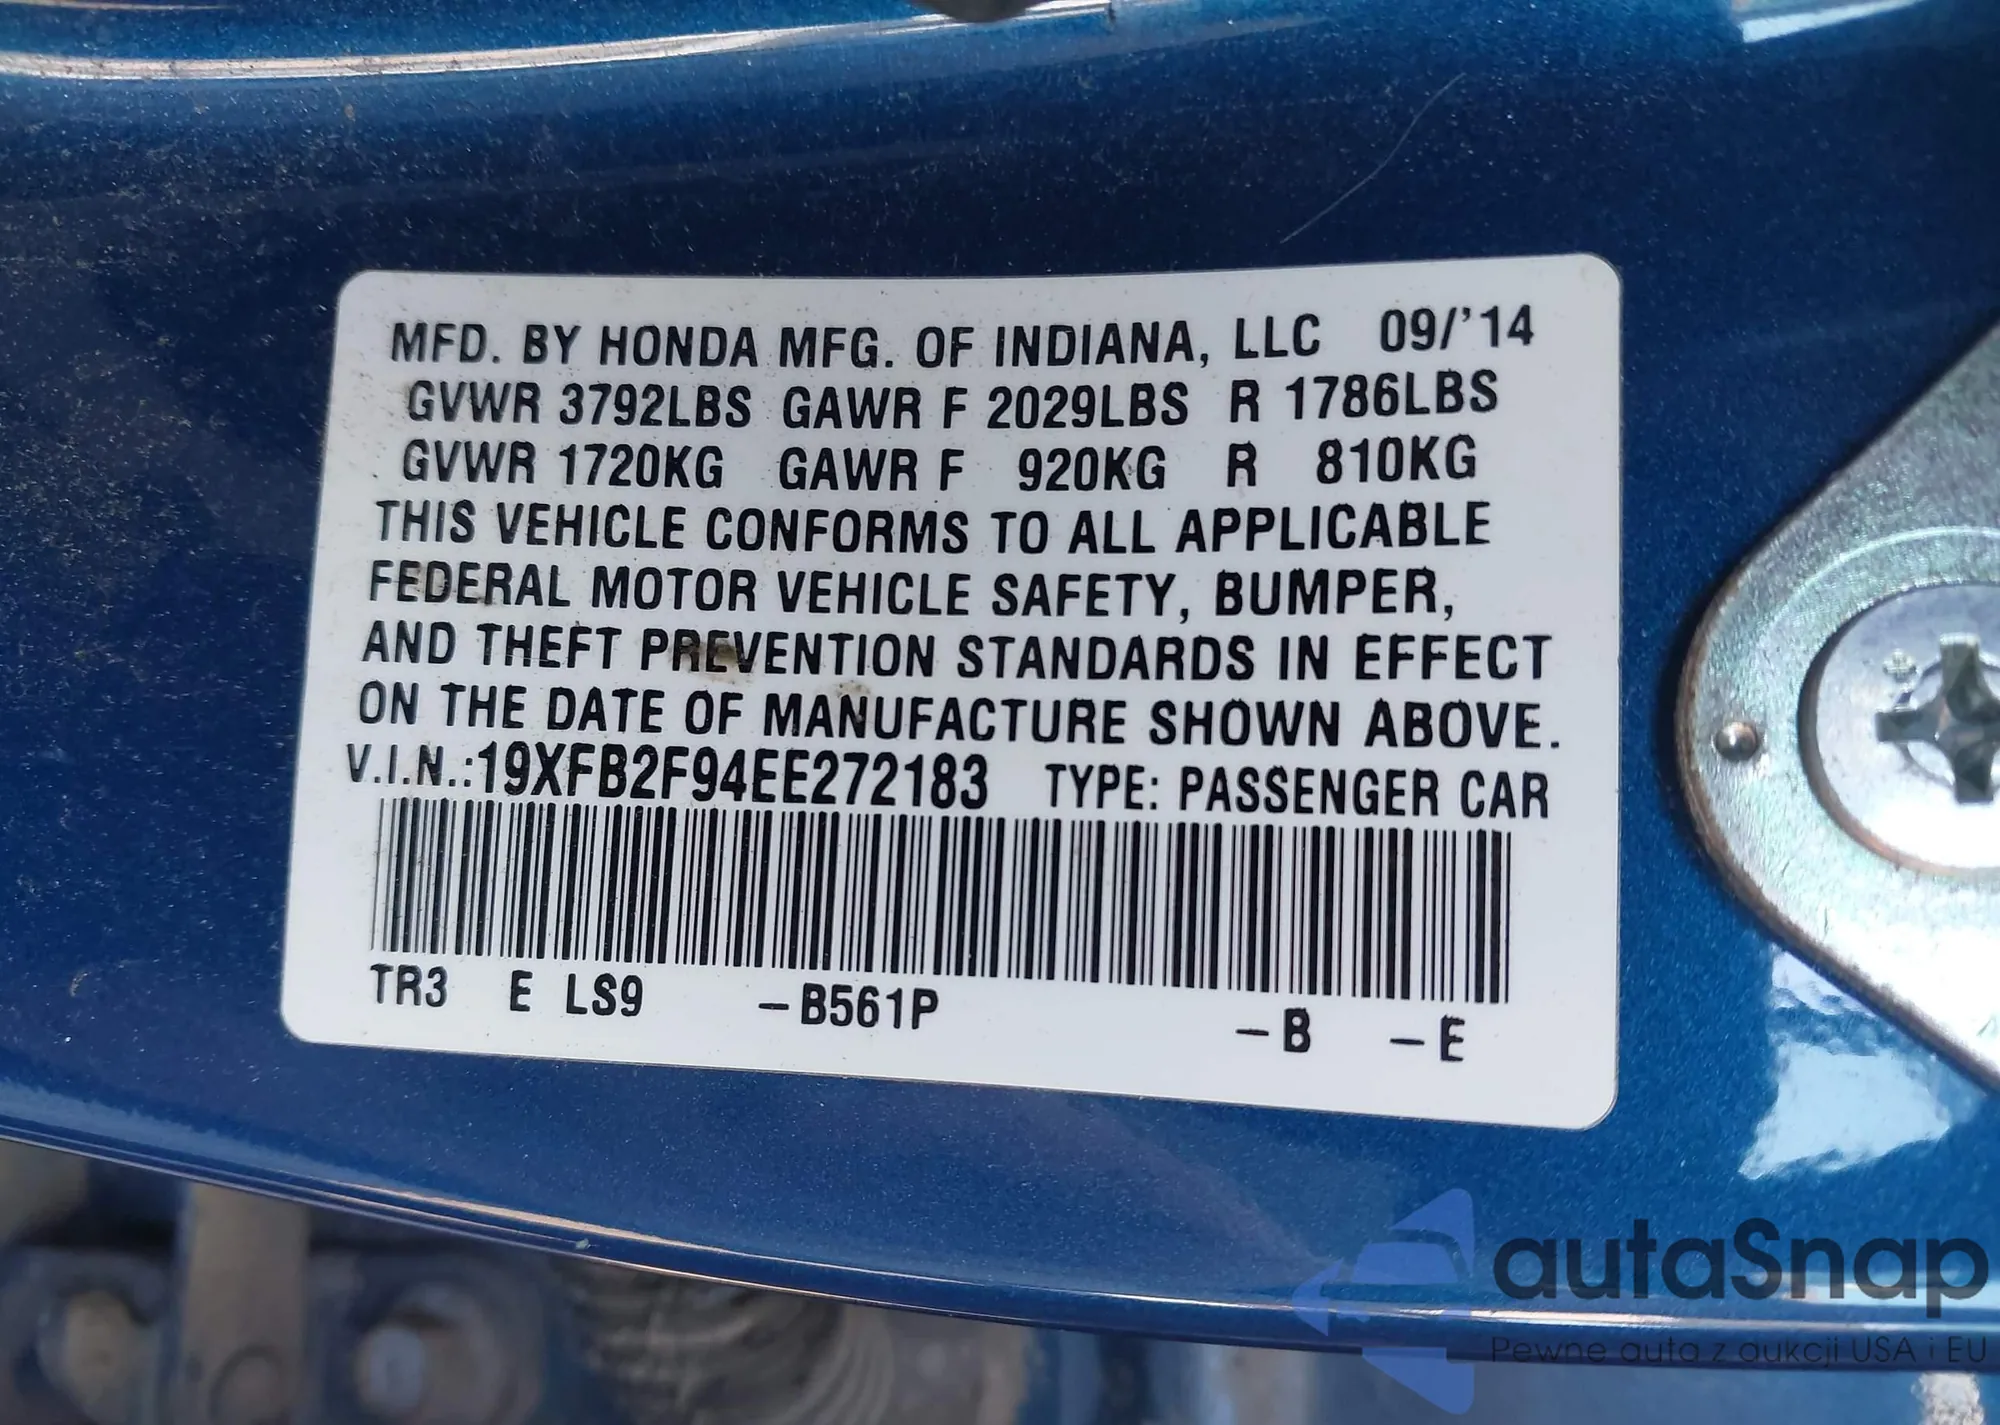 MFD. BY HONDA MFG. OF INDIANA, LLC 09/'14
GVWR 3792LBS GAWR F 2029LBS R 1786LBS
GVWR 1720KG GAWR F 920KG R 810KG
THIS VEHICLE CONFORMS TO ALL APPLICABLE
FEDERAL MOTOR VEHICLE SAFETY, BUMPER,
AND THEFT PREVENTION STANDARDS IN EFFECT
ON THE DATE OF MANUFACTURE SHOWN ABOVE.
V.I.N.:19XFB2F94EE272183 TYPE: PASSENGER CAR
TR3 E LS9 –B561P –B –E
autaSnap
Pewne auta z aukcji USA i EU